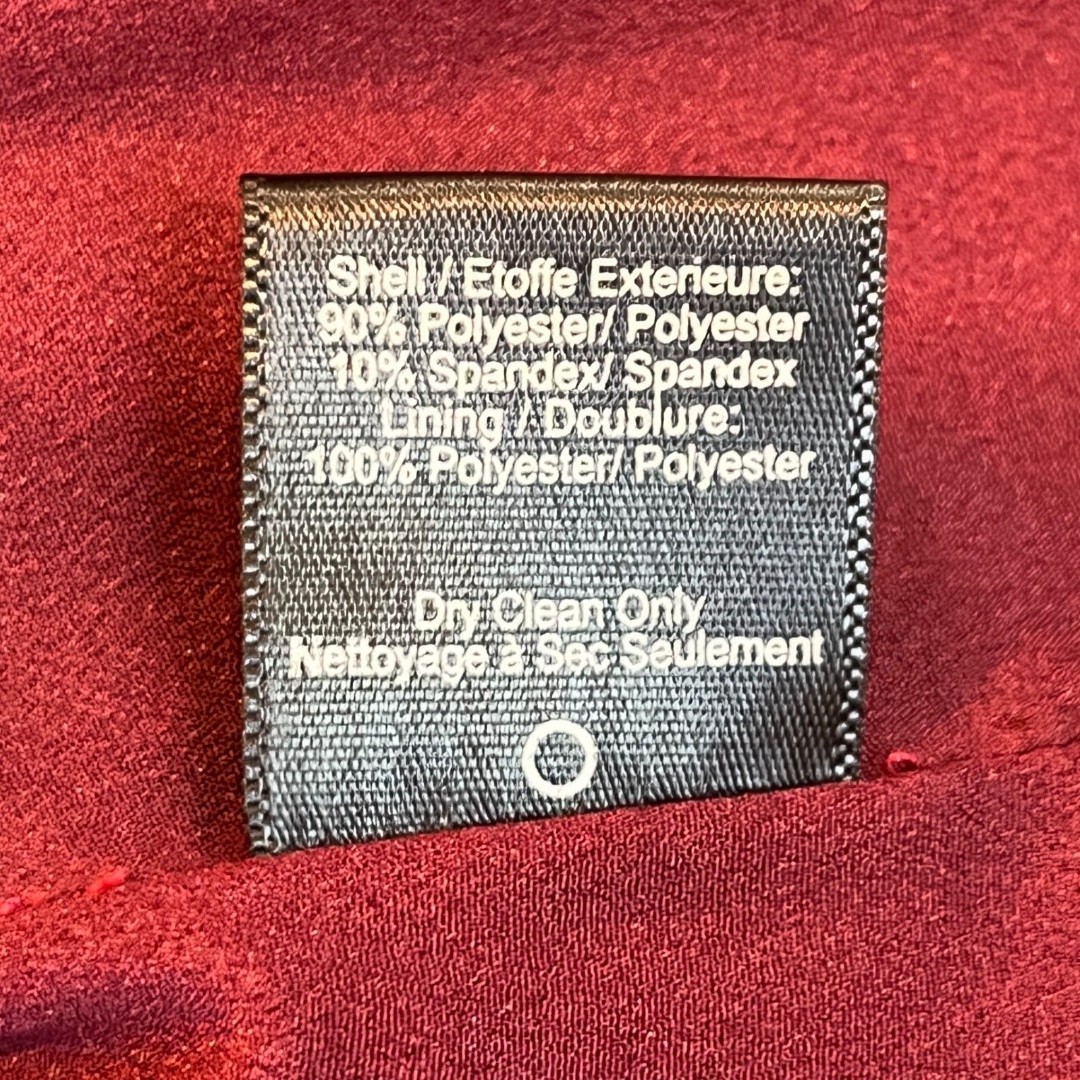 Shell / Etoffe Exterieure:
90% Polyester/ Polyester
10% Spandex/ Spandex
Lining / Doublure:
100% Polyester/ Polyester
Dry Clean Only
Nettoyage à Sec Seulement